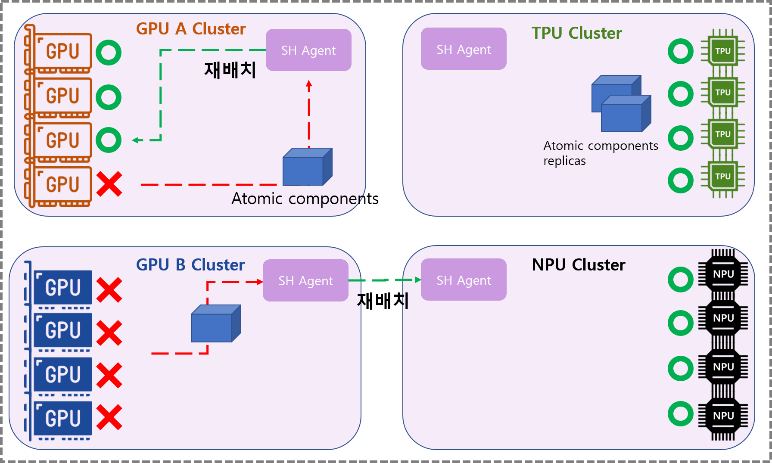 GPU A Cluster
SH Agent
재배치
GPU
GPU
GPU
GPU
Atomic components
SH Agent
TPU Cluster
Atomic components
replicas
TPU
TPU
TPU
TPU
GPU B Cluster
SH Agent
재배치
GPU
GPU
GPU
GPU
SH Agent
NPU Cluster
NPU
NPU
NPU
NPU